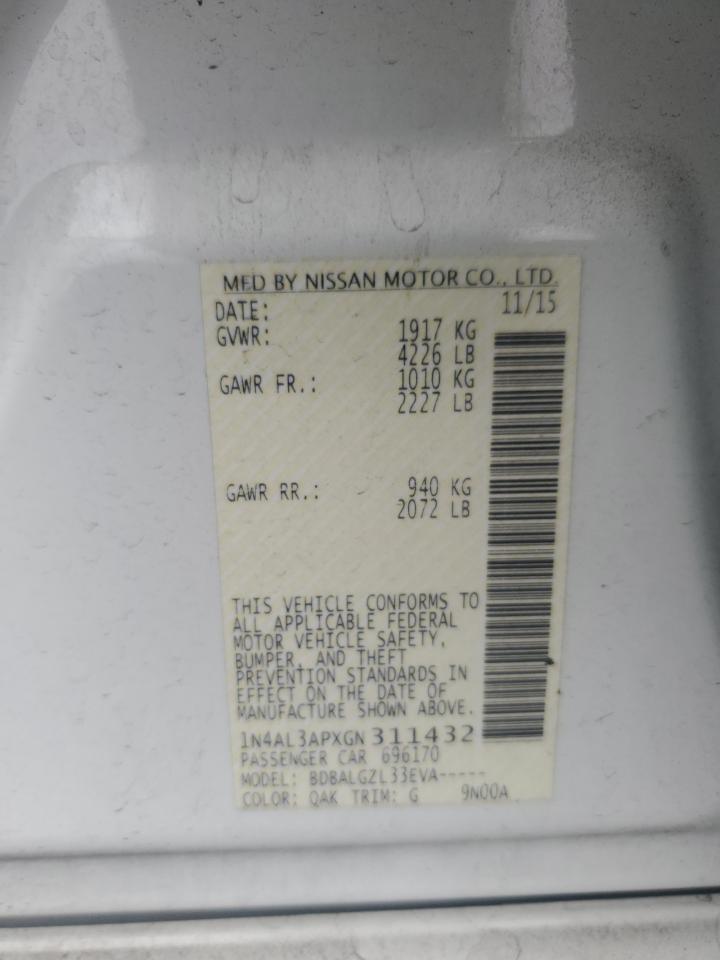 MFD BY NISSAN MOTOR CO., LTD.
DATE: 11/15
GVWR: 1917 KG
4226 LB
GAWR FR.: 1010 KG
2227 LB
GAWR RR.: 940 KG
2072 LB
THIS VEHICLE CONFORMS TO
ALL APPLICABLE FEDERAL
MOTOR VEHICLE SAFETY,
BUMPER, AND THEFT
PREVENTION STANDARDS IN
EFFECT ON THE DATE OF
MANUFACTURE SHOWN ABOVE.
1N4AL3APXGN311432
PASSENGER CAR 696170
MODEL: BDBALGZL33EVA-----
COLOR: QAK TRIM: G 9N00A